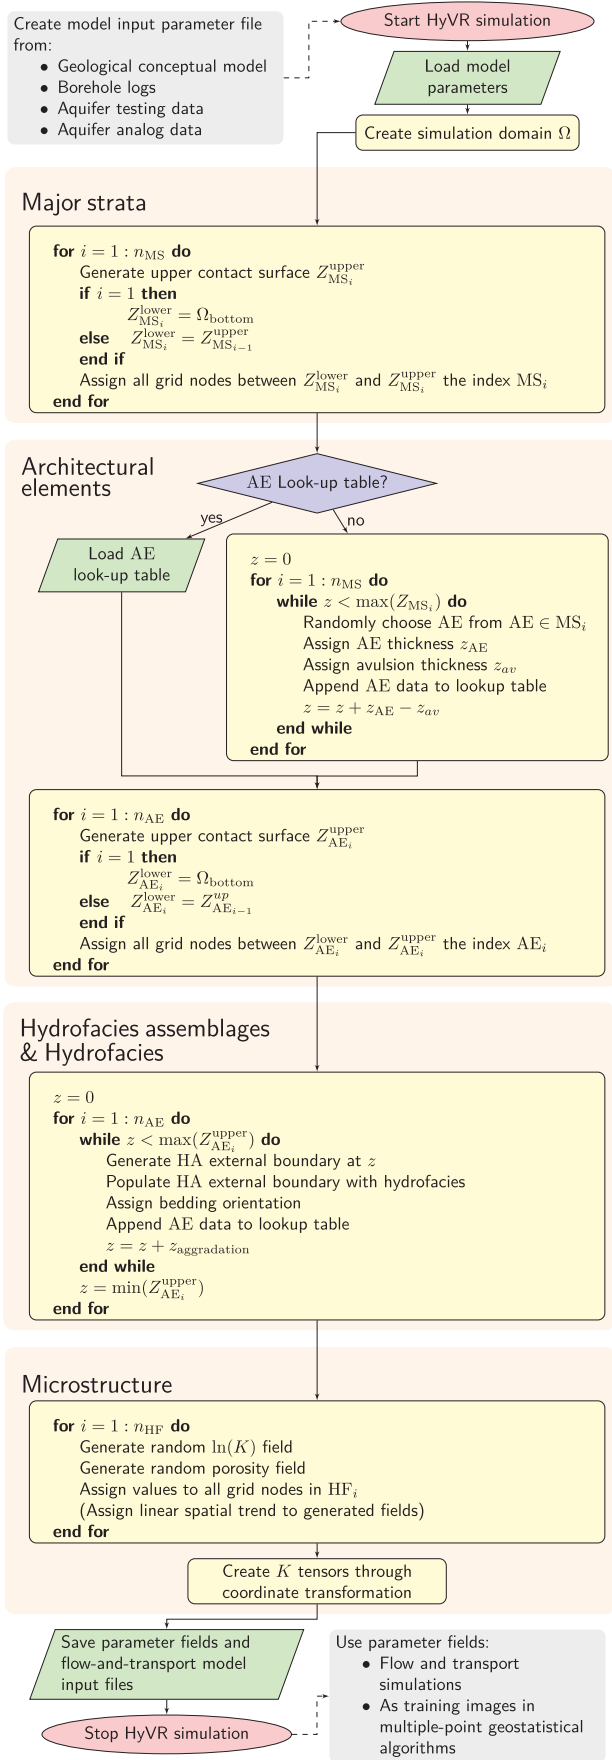 Create model input parameter file
from:
• Geological conceptual model
• Borehole logs
• Aquifer testing data
• Aquifer analog data
Start HyVR simulation
Load model
parameters
Create simulation domain Ω
Major strata
for i = 1 : n_MS do
Generate upper contact surface Z^upper_MS_i
if i = 1 then
Z^lower_MS_i = Ω_bottom
else Z^lower_MS_i = Z^upper_MS_{i−1}
end if
Assign all grid nodes between Z^lower_MS_i and Z^upper_MS_i the index MS_i
end for
Architectural
elements
AE Look-up table?
yes
no
Load AE
look-up table
z = 0
for i = 1 : n_MS do
while z < max(Z_MS_i) do
Randomly choose AE from AE ∈ MS_i
Assign AE thickness z_AE
Assign avulsion thickness z_av
Append AE data to lookup table
z = z + z_AE − z_av
end while
end for
for i = 1 : n_AE do
Generate upper contact surface Z^upper_AE_i
if i = 1 then
Z^lower_AE_i = Ω_bottom
else Z^lower_AE_i = Z^up_AE_{i−1}
end if
Assign all grid nodes between Z^lower_AE_i and Z^upper_AE_i the index AE_i
end for
Hydrofacies assemblages
& Hydrofacies
z = 0
for i = 1 : n_AE do
while z < max(Z^upper_AE_i) do
Generate HA external boundary at z
Populate HA external boundary with hydrofacies
Assign bedding orientation
Append AE data to lookup table
z = z + z_aggradation
end while
z = min(Z^upper_AE_i)
end for
Microstructure
for i = 1 : n_HF do
Generate random ln(K) field
Generate random porosity field
Assign values to all grid nodes in HF_i
(Assign linear spatial trend to generated fields)
end for
Create K tensors through
coordinate transformation
Save parameter fields and
flow-and-transport model
input files
Stop HyVR simulation
Use parameter fields:
• Flow and transport
simulations
• As training images in
multiple-point geostatistical
algorithms